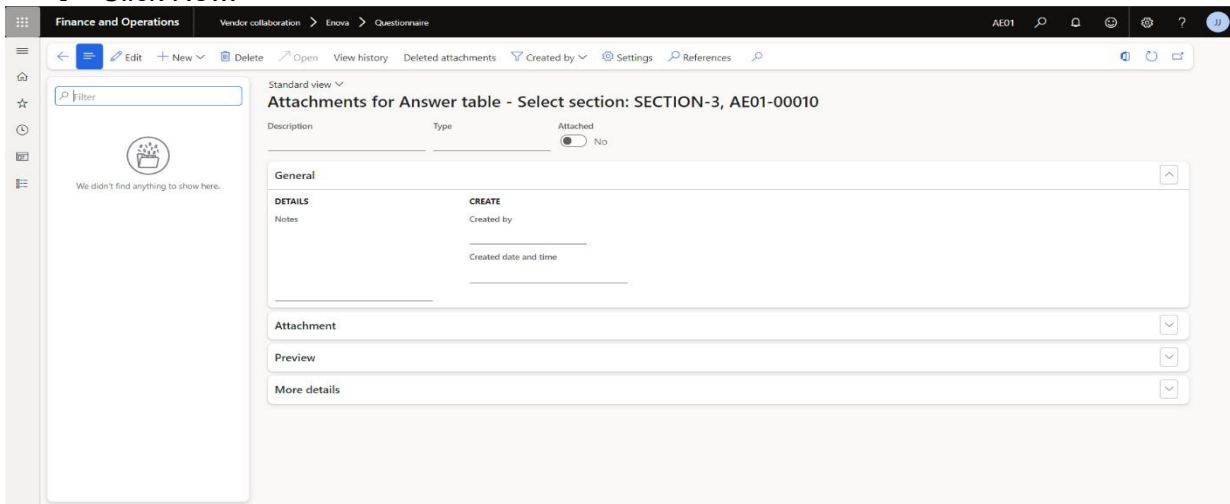 Finance and Operations
Vendor collaboration > Enova > Questionnaire
AE01
?
JJ
Edit
New
Delete
Open
View history
Deleted attachments
Created by
Settings
References
Filter
We didn't find anything to show here.
Standard view
Attachments for Answer table - Select section: SECTION-3, AE01-00010
Description
Type
Attached
No
General
DETAILS
CREATE
Notes
Created by
Created date and time
Attachment
Preview
More details